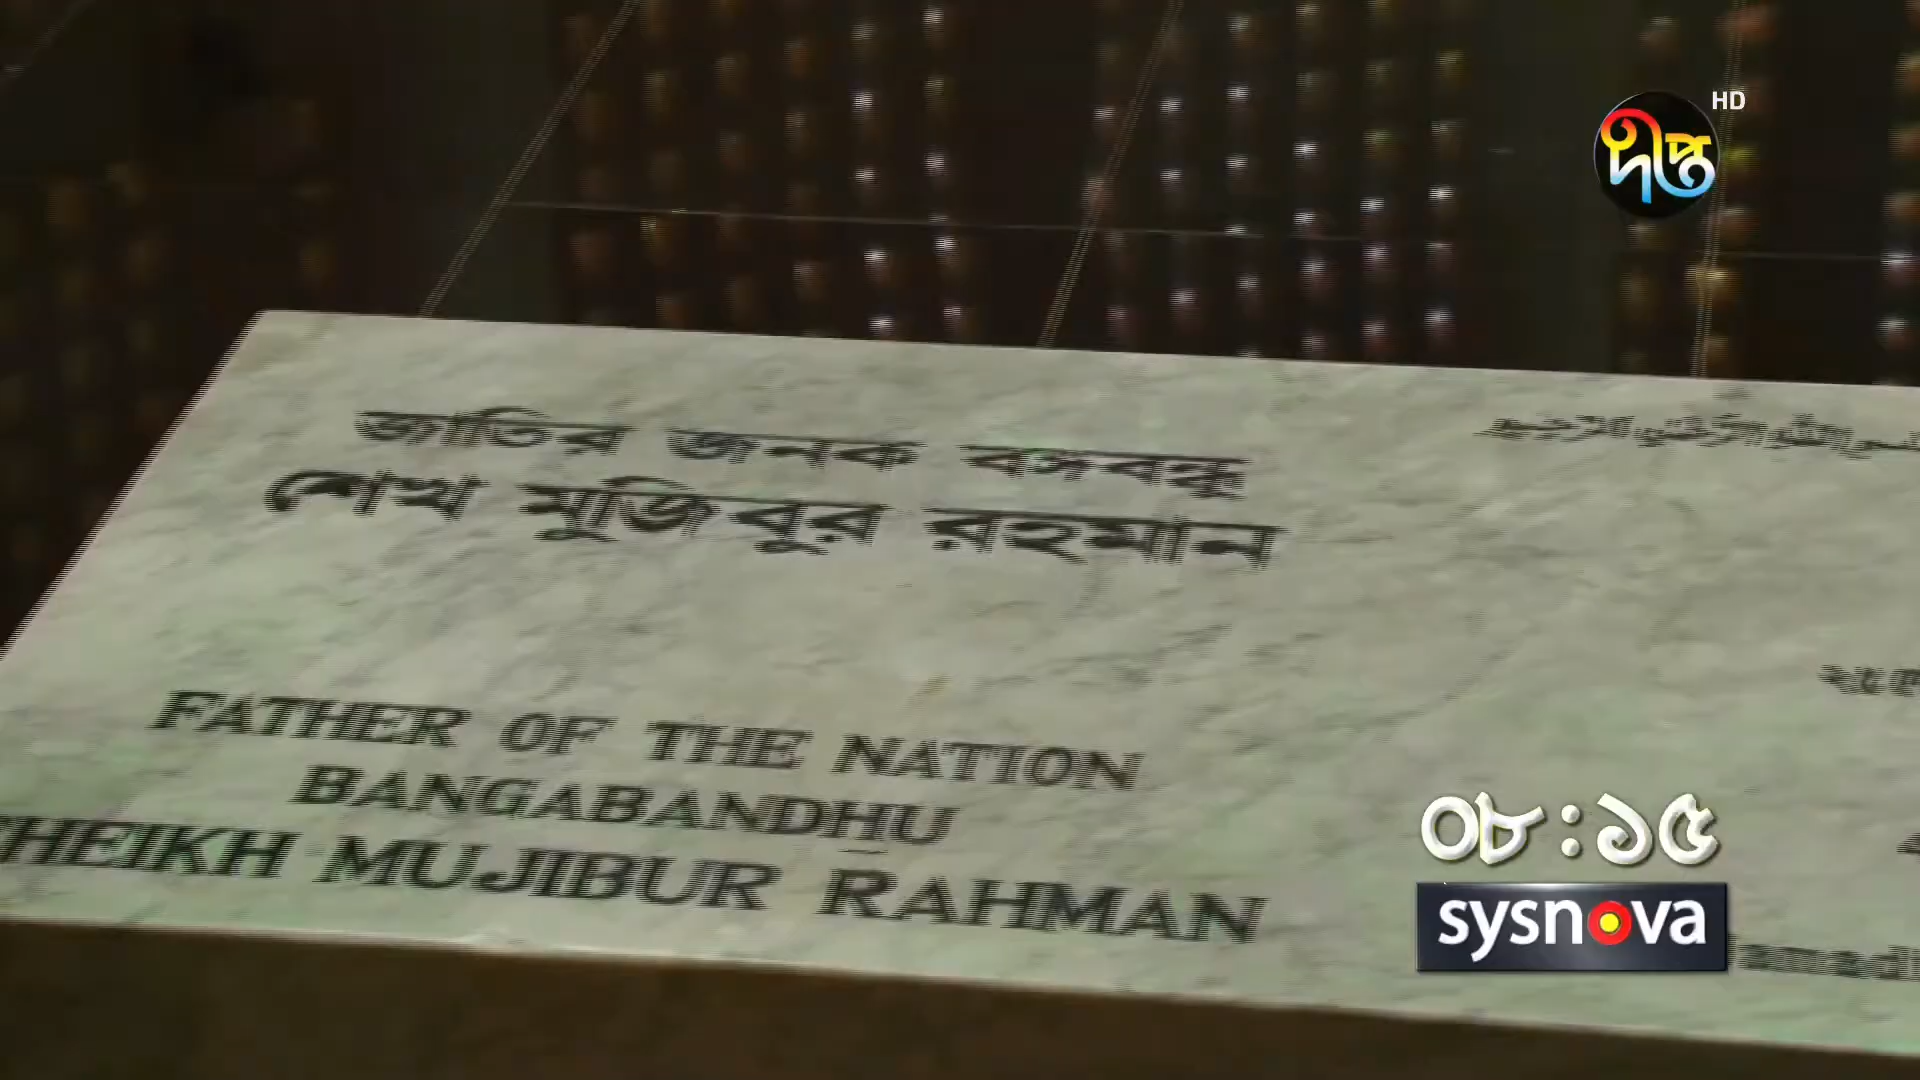 HD
দীপ্ত
জাতির জনক বঙ্গবন্ধু
শেখ মুজিবুর রহমান
FATHER OF THE NATION
BANGABANDHU
HEIKH MUJIBUR RAHMAN
০৮:১৫
sysnova